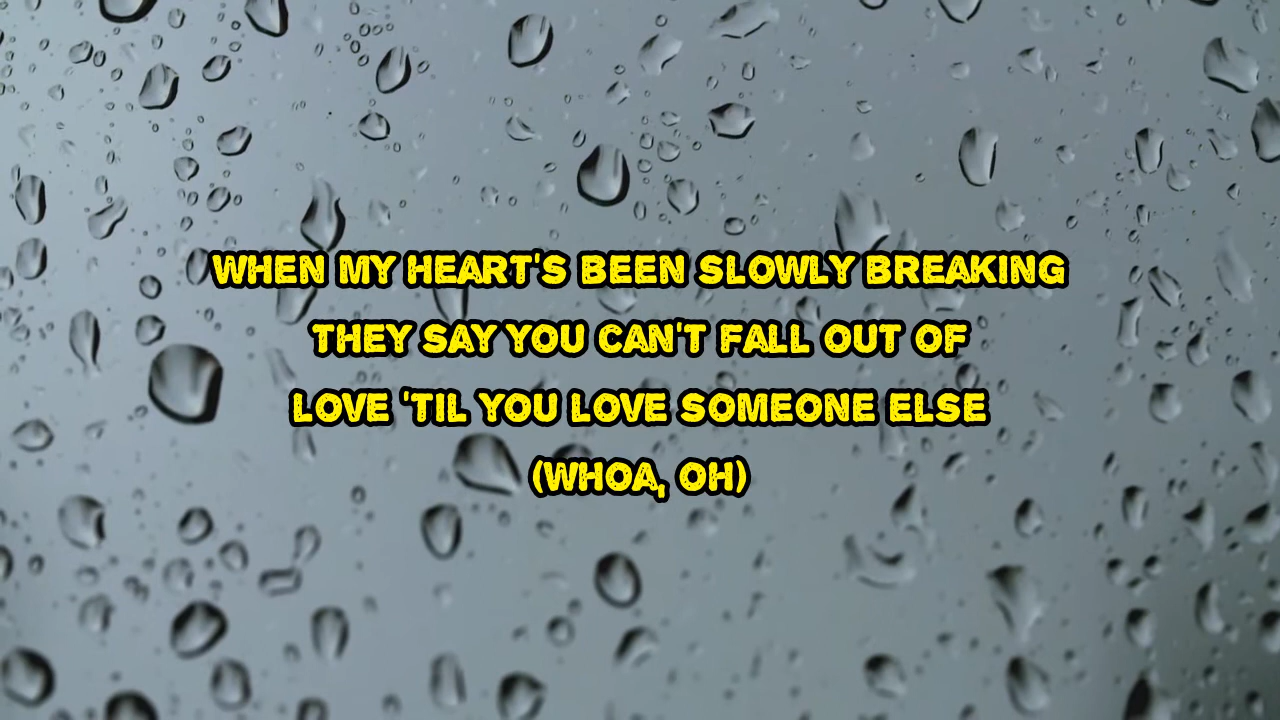 WHEN MY HEART'S BEEN SLOWLY BREAKING
THEY SAY YOU CAN'T FALL OUT OF
LOVE 'TIL YOU LOVE SOMEONE ELSE
(WHOA, OH)